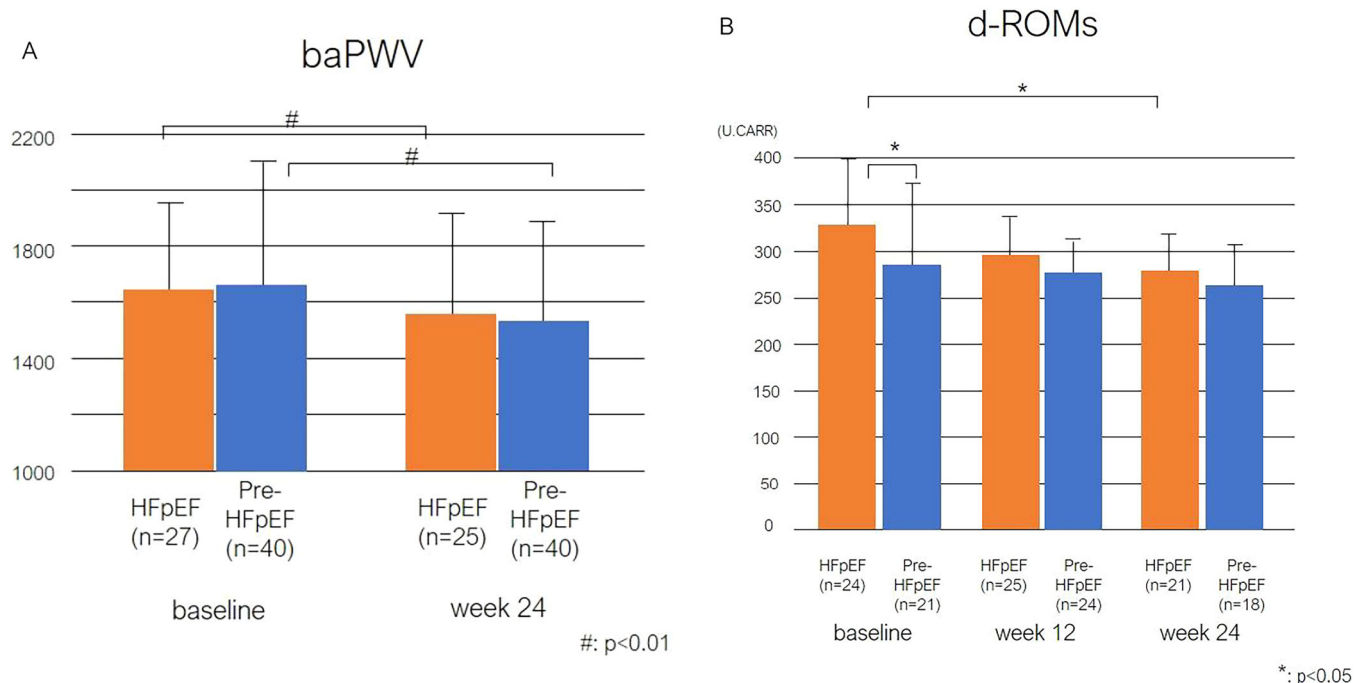 A
baPWV
#
#
2200
1800
1400
1000
HFpEF
(n=27)
Pre-
HFpEF
(n=40)
HFpEF
(n=25)
Pre-
HFpEF
(n=40)
baseline
week 24
#: p<0.01
B
d-ROMs
*
*
(U.CARR)
400
350
300
250
200
150
100
50
0
HFpEF
(n=24)
Pre-
HFpEF
(n=21)
HFpEF
(n=25)
Pre-
HFpEF
(n=24)
HFpEF
(n=21)
Pre-
HFpEF
(n=18)
baseline
week 12
week 24
*: p<0.05